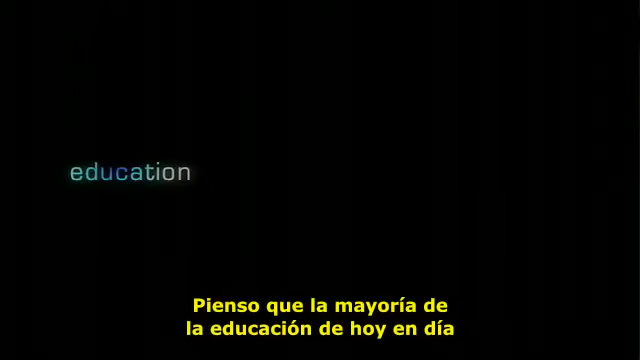 education
Pienso que la mayoría de
la educación de hoy en día